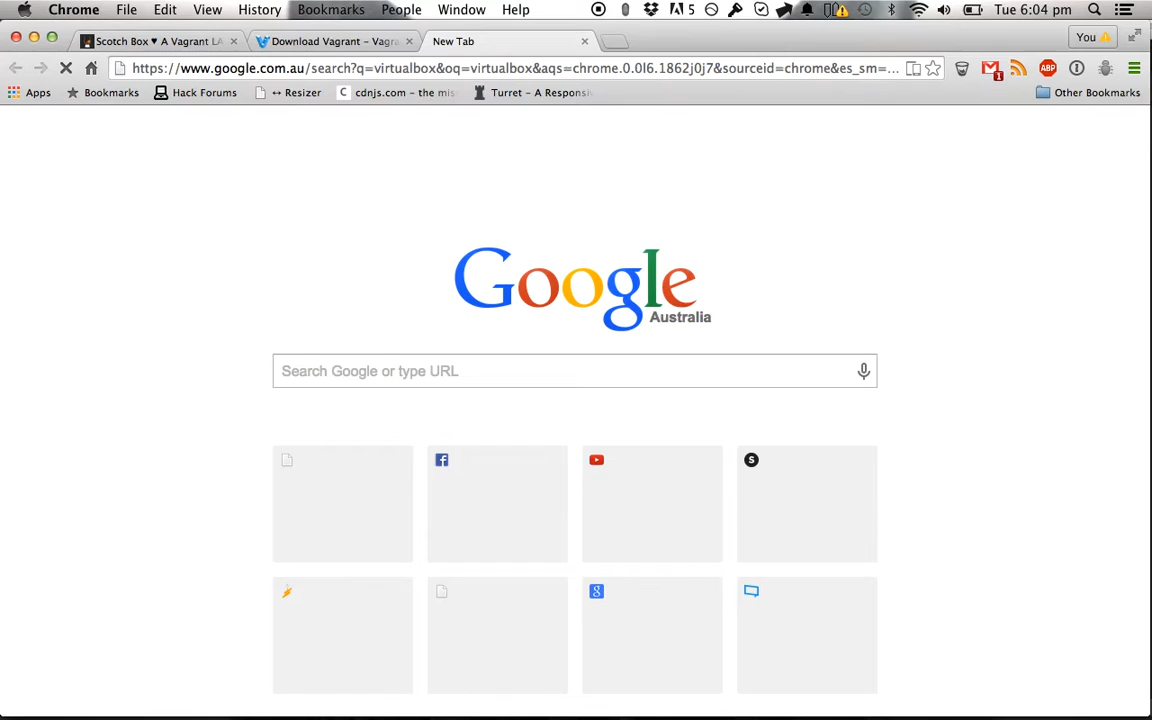 Chrome File Edit View History Bookmarks People Window Help 5 Tue 6:04 pm
Scotch Box ♥ A Vagrant LA Download Vagrant – Vagra New Tab You
https://www.google.com.au/search?q=virtualbox&oq=virtualbox&aqs=chrome.0.0l6.1862j0j7&sourceid=chrome&es_sm=... 1 ABP
Apps Bookmarks Hack Forums ↔ Resizer C cdnjs.com – the mis Turret – A Responsi Other Bookmarks
Google
Australia
Search Google or type URL